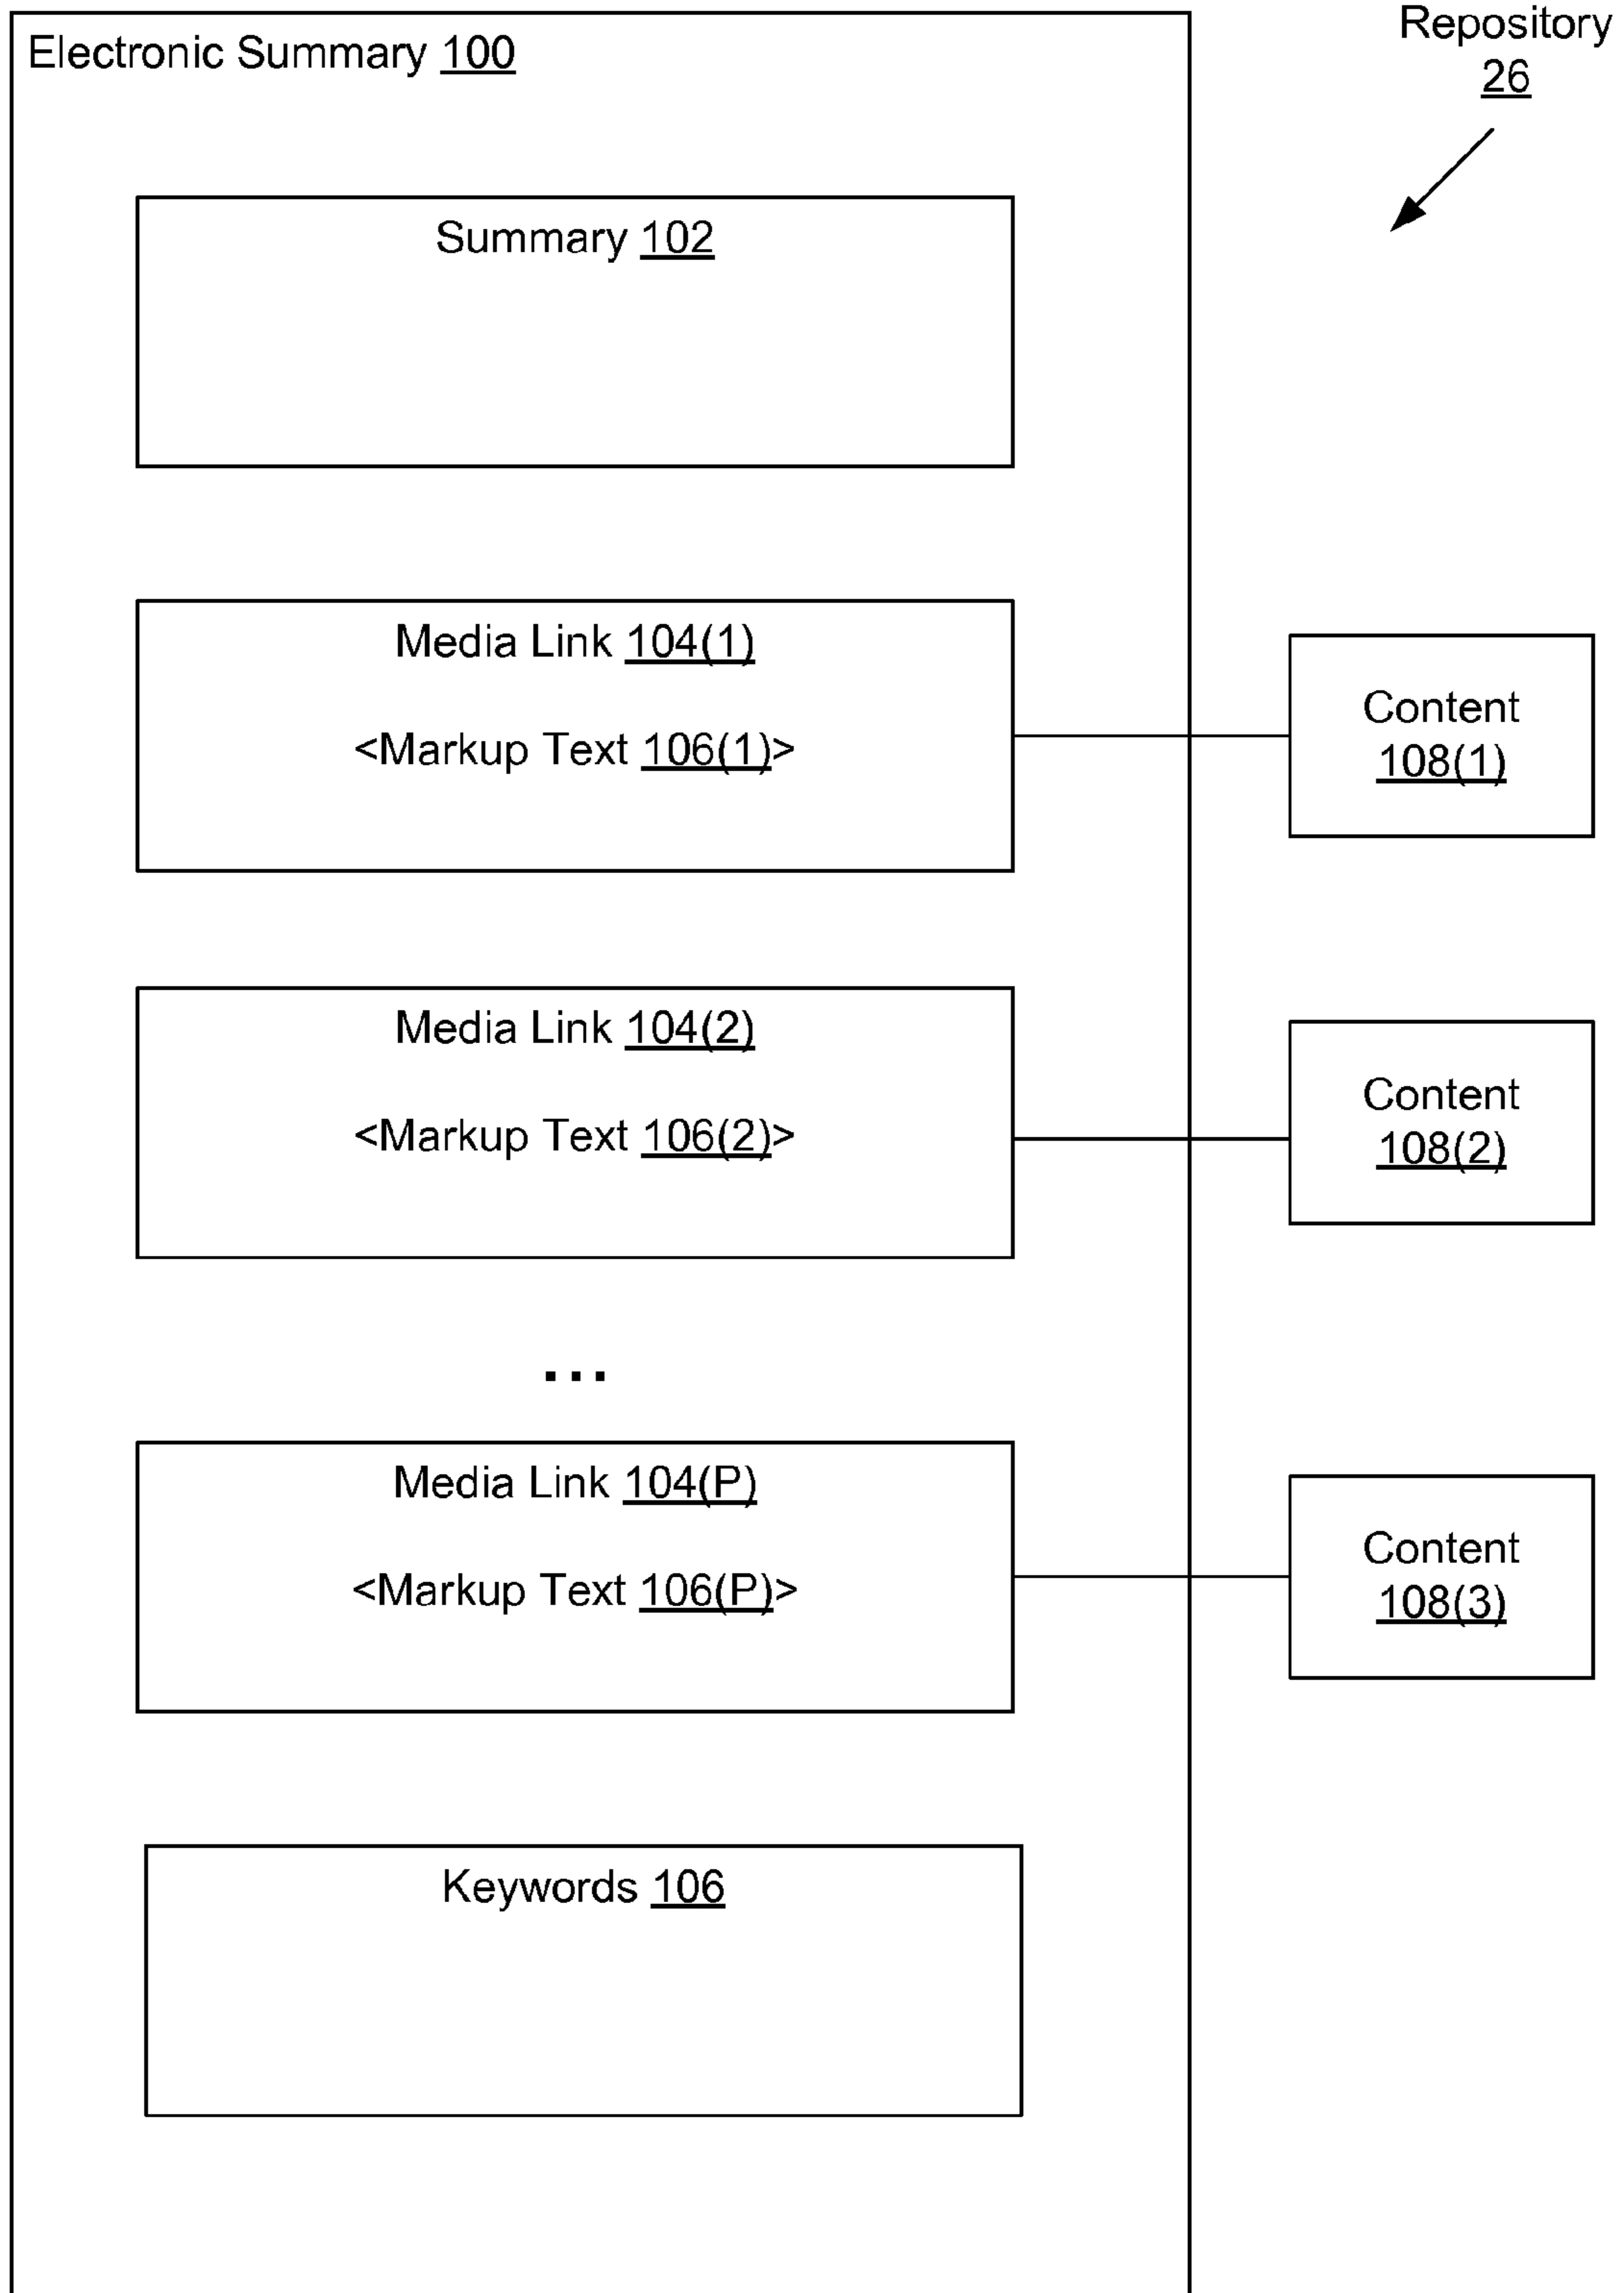 Electronic Summary 100
Repository
26
Summary 102
Media Link 104(1)
<Markup Text 106(1)>
Content
108(1)
Media Link 104(2)
<Markup Text 106(2)>
Content
108(2)
...
Media Link 104(P)
<Markup Text 106(P)>
Content
108(3)
Keywords 106